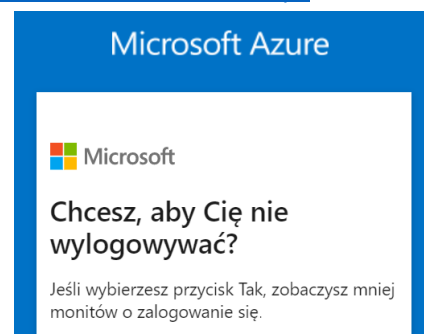 Microsoft Azure
Microsoft
Chcesz, aby Cię nie
wylogowywać?
Jeśli wybierzesz przycisk Tak, zobaczysz mniej
monitów o zalogowanie się.